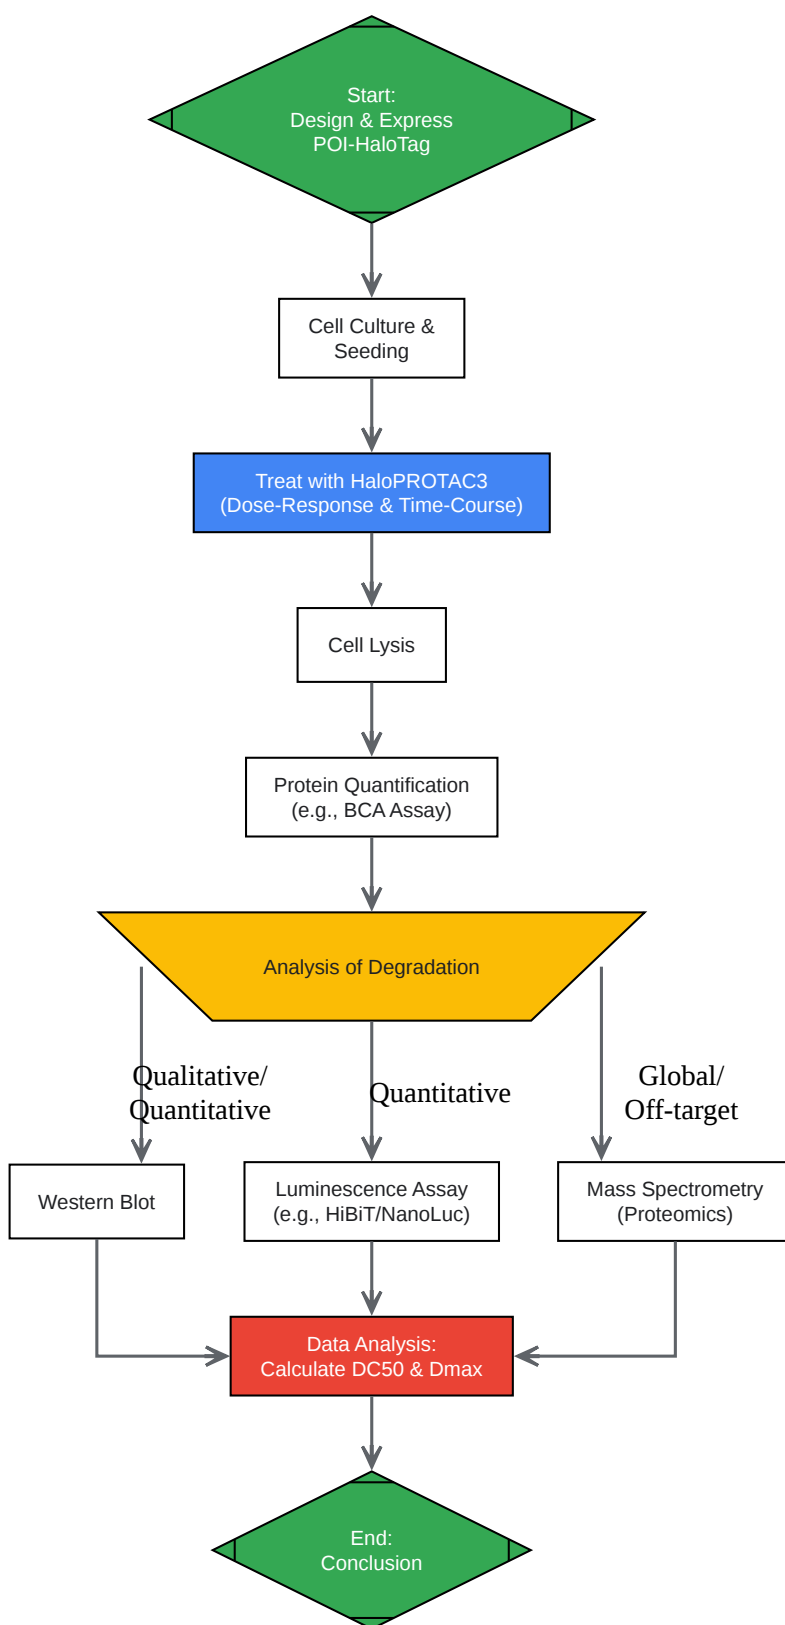 Start:
Design & Express
POI-HaloTag
Cell Culture &
Seeding
Treat with HaloPROTAC3
(Dose-Response & Time-Course)
Cell Lysis
Protein Quantification
(e.g., BCA Assay)
Analysis of Degradation
Qualitative/
Quantitative
Quantitative
Global/
Off-target
Western Blot
Luminescence Assay
(e.g., HiBiT/NanoLuc)
Mass Spectrometry
(Proteomics)
Data Analysis:
Calculate DC50 & Dmax
End:
Conclusion